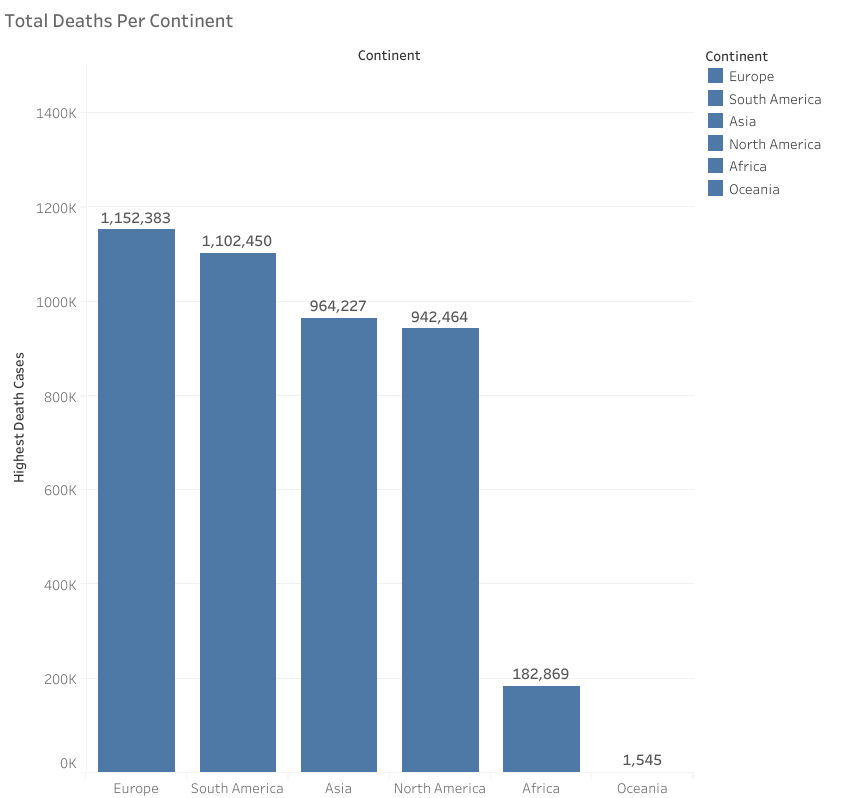 Total Deaths Per Continent
Continent
Continent
Europe
South America
Asia
North America
Africa
Oceania
Highest Death Cases
1400K
1200K
1000K
800K
600K
400K
200K
0K
1,152,383
1,102,450
964,227
942,464
182,869
1,545
Europe South America Asia North America Africa Oceania